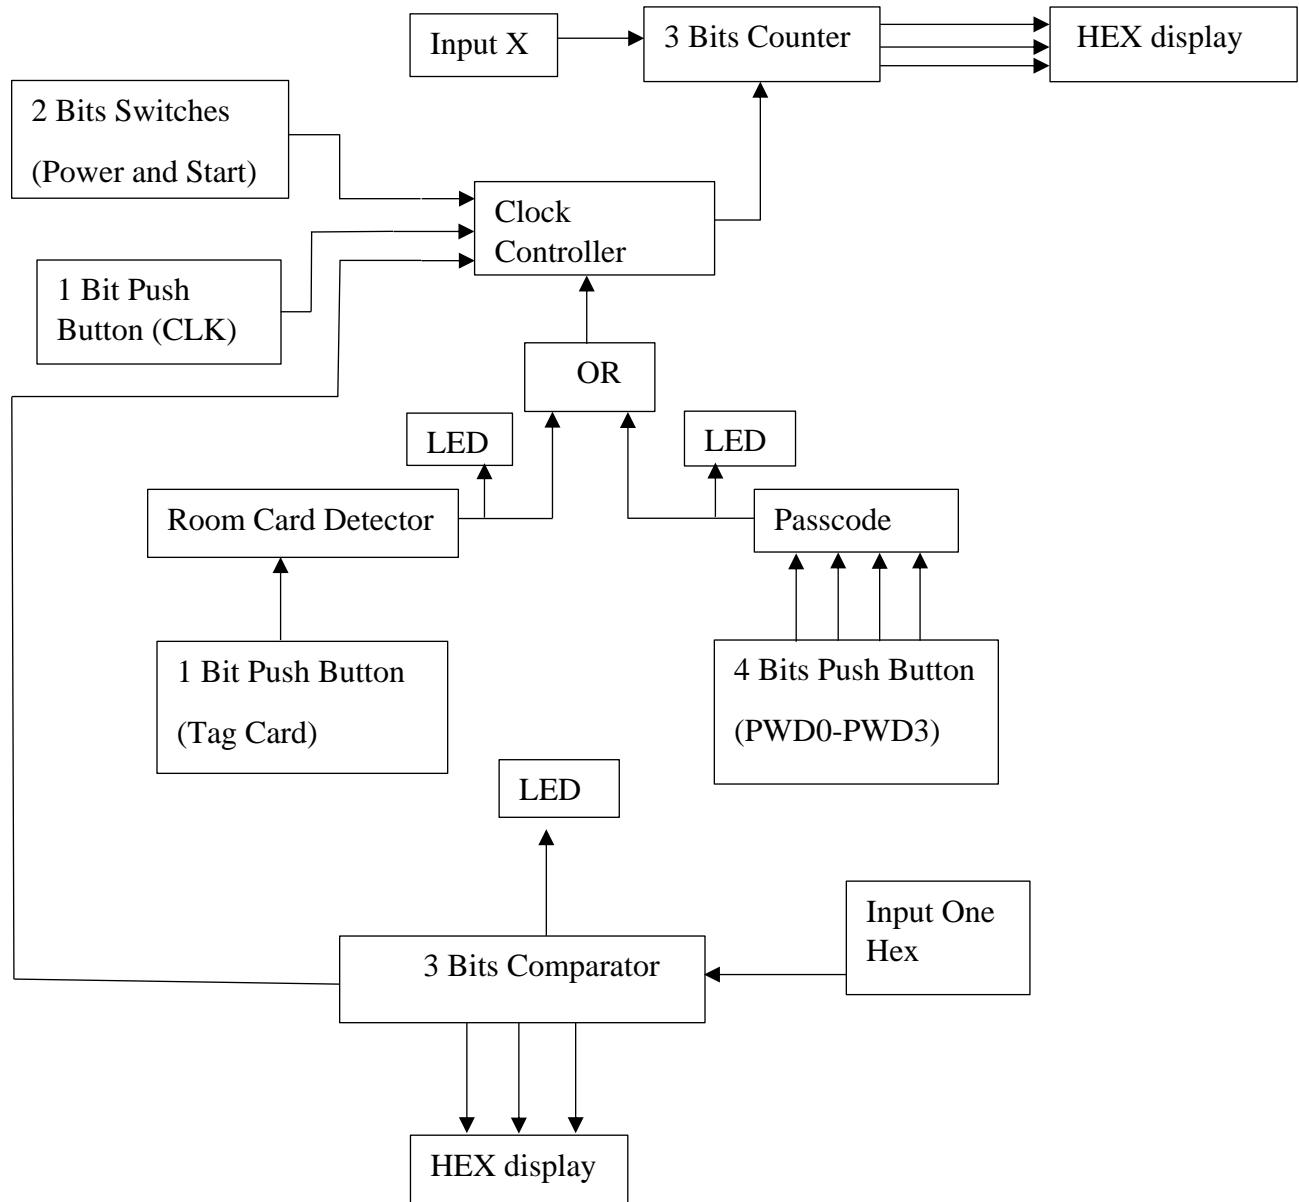 Input X
3 Bits Counter
HEX display
2 Bits Switches
(Power and Start)
Clock
Controller
1 Bit Push
Button (CLK)
OR
LED
LED
Room Card Detector
Passcode
1 Bit Push Button
(Tag Card)
4 Bits Push Button
(PWD0-PWD3)
LED
Input One
Hex
3 Bits Comparator
HEX display